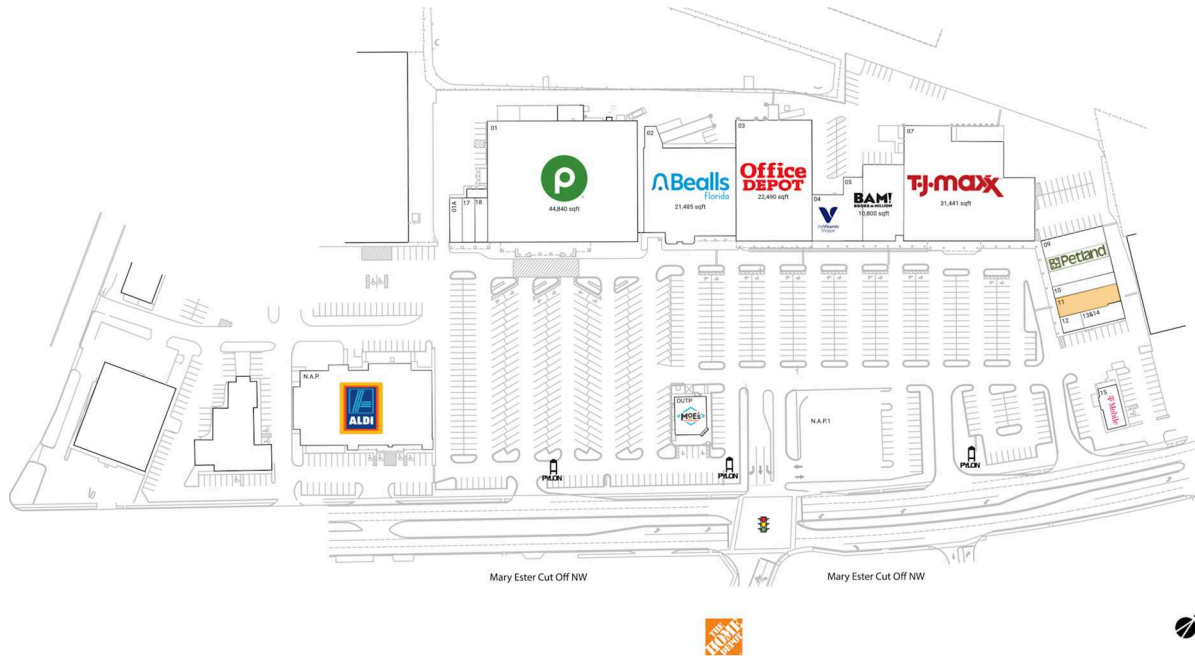 01
P
44,840 sqft
01A
17
18
02
Bealls
Florida
21,485 sqft
03
Office
DEPOT
22,490 sqft
04
V
the Vitamin
Shoppe
05
BAM!
BOOKS-A-MILLION
10,800 sqft
07
T.J.maxx
31,441 sqft
09
Petland
10
11
12
13&14
15
T Mobile
N.A.P.
ALDI
OUTP
MOE'S
N.A.P.1
PYLON
PYLON
PYLON
Mary Ester Cut Off NW
Mary Ester Cut Off NW
THE
HOME
DEPOT